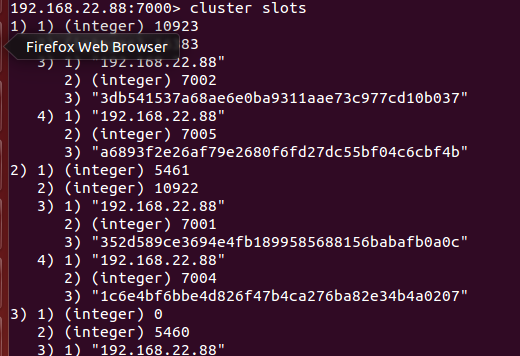 192.168.22.88:7000> cluster slots
1) 1) (integer) 10923
Firefox Web Browser
383
3) 1) "192.168.22.88"
2) (integer) 7002
3) "3db541537a68ae6e0ba9311aae73c977cd10b037"
4) 1) "192.168.22.88"
2) (integer) 7005
3) "a6893f2e26af79e2680f6fd27dc55bf04c6cbf4b"
2) 1) (integer) 5461
2) (integer) 10922
3) 1) "192.168.22.88"
2) (integer) 7001
3) "352d589ce3694e4fb1899585688156babafb0a0c"
4) 1) "192.168.22.88"
2) (integer) 7004
3) "1c6e4bf6bbe4d826f47b4ca276ba82e34b4a0207"
3) 1) (integer) 0
2) (integer) 5460
3) 1) "192.168.22.88"